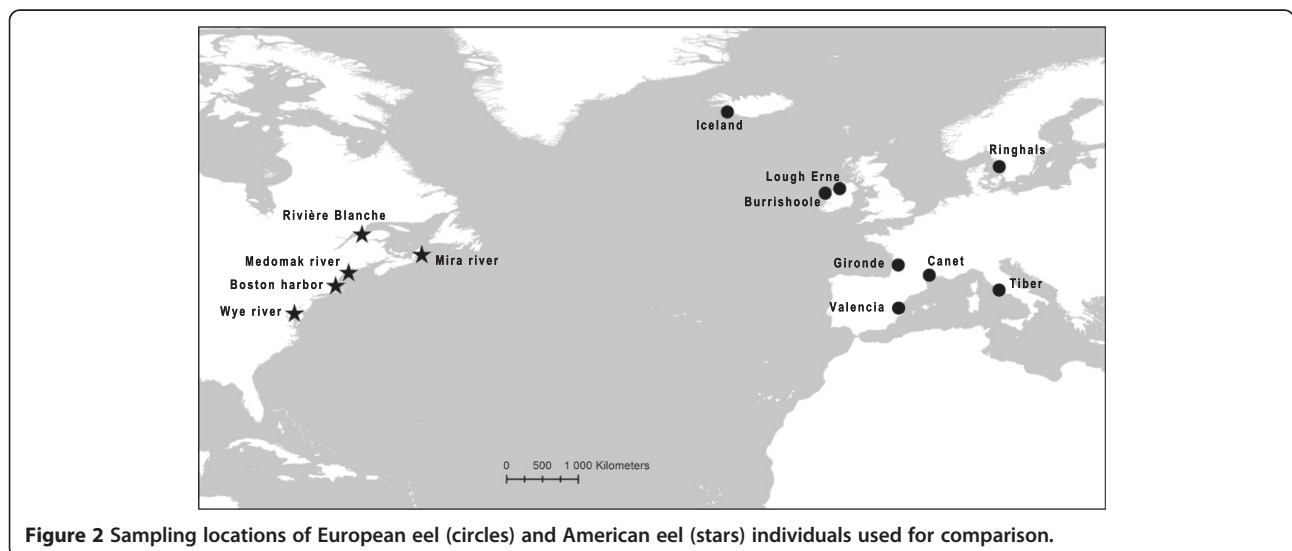 Iceland
Ringhals
Lough Erne
Burrishoole
Rivière Blanche
Medomak river
Mira river
Boston harbor
Wye river
Gironde
Canet
Tiber
Valencia
0 500 1 000 Kilometers
Figure 2 Sampling locations of European eel (circles) and American eel (stars) individuals used for comparison.